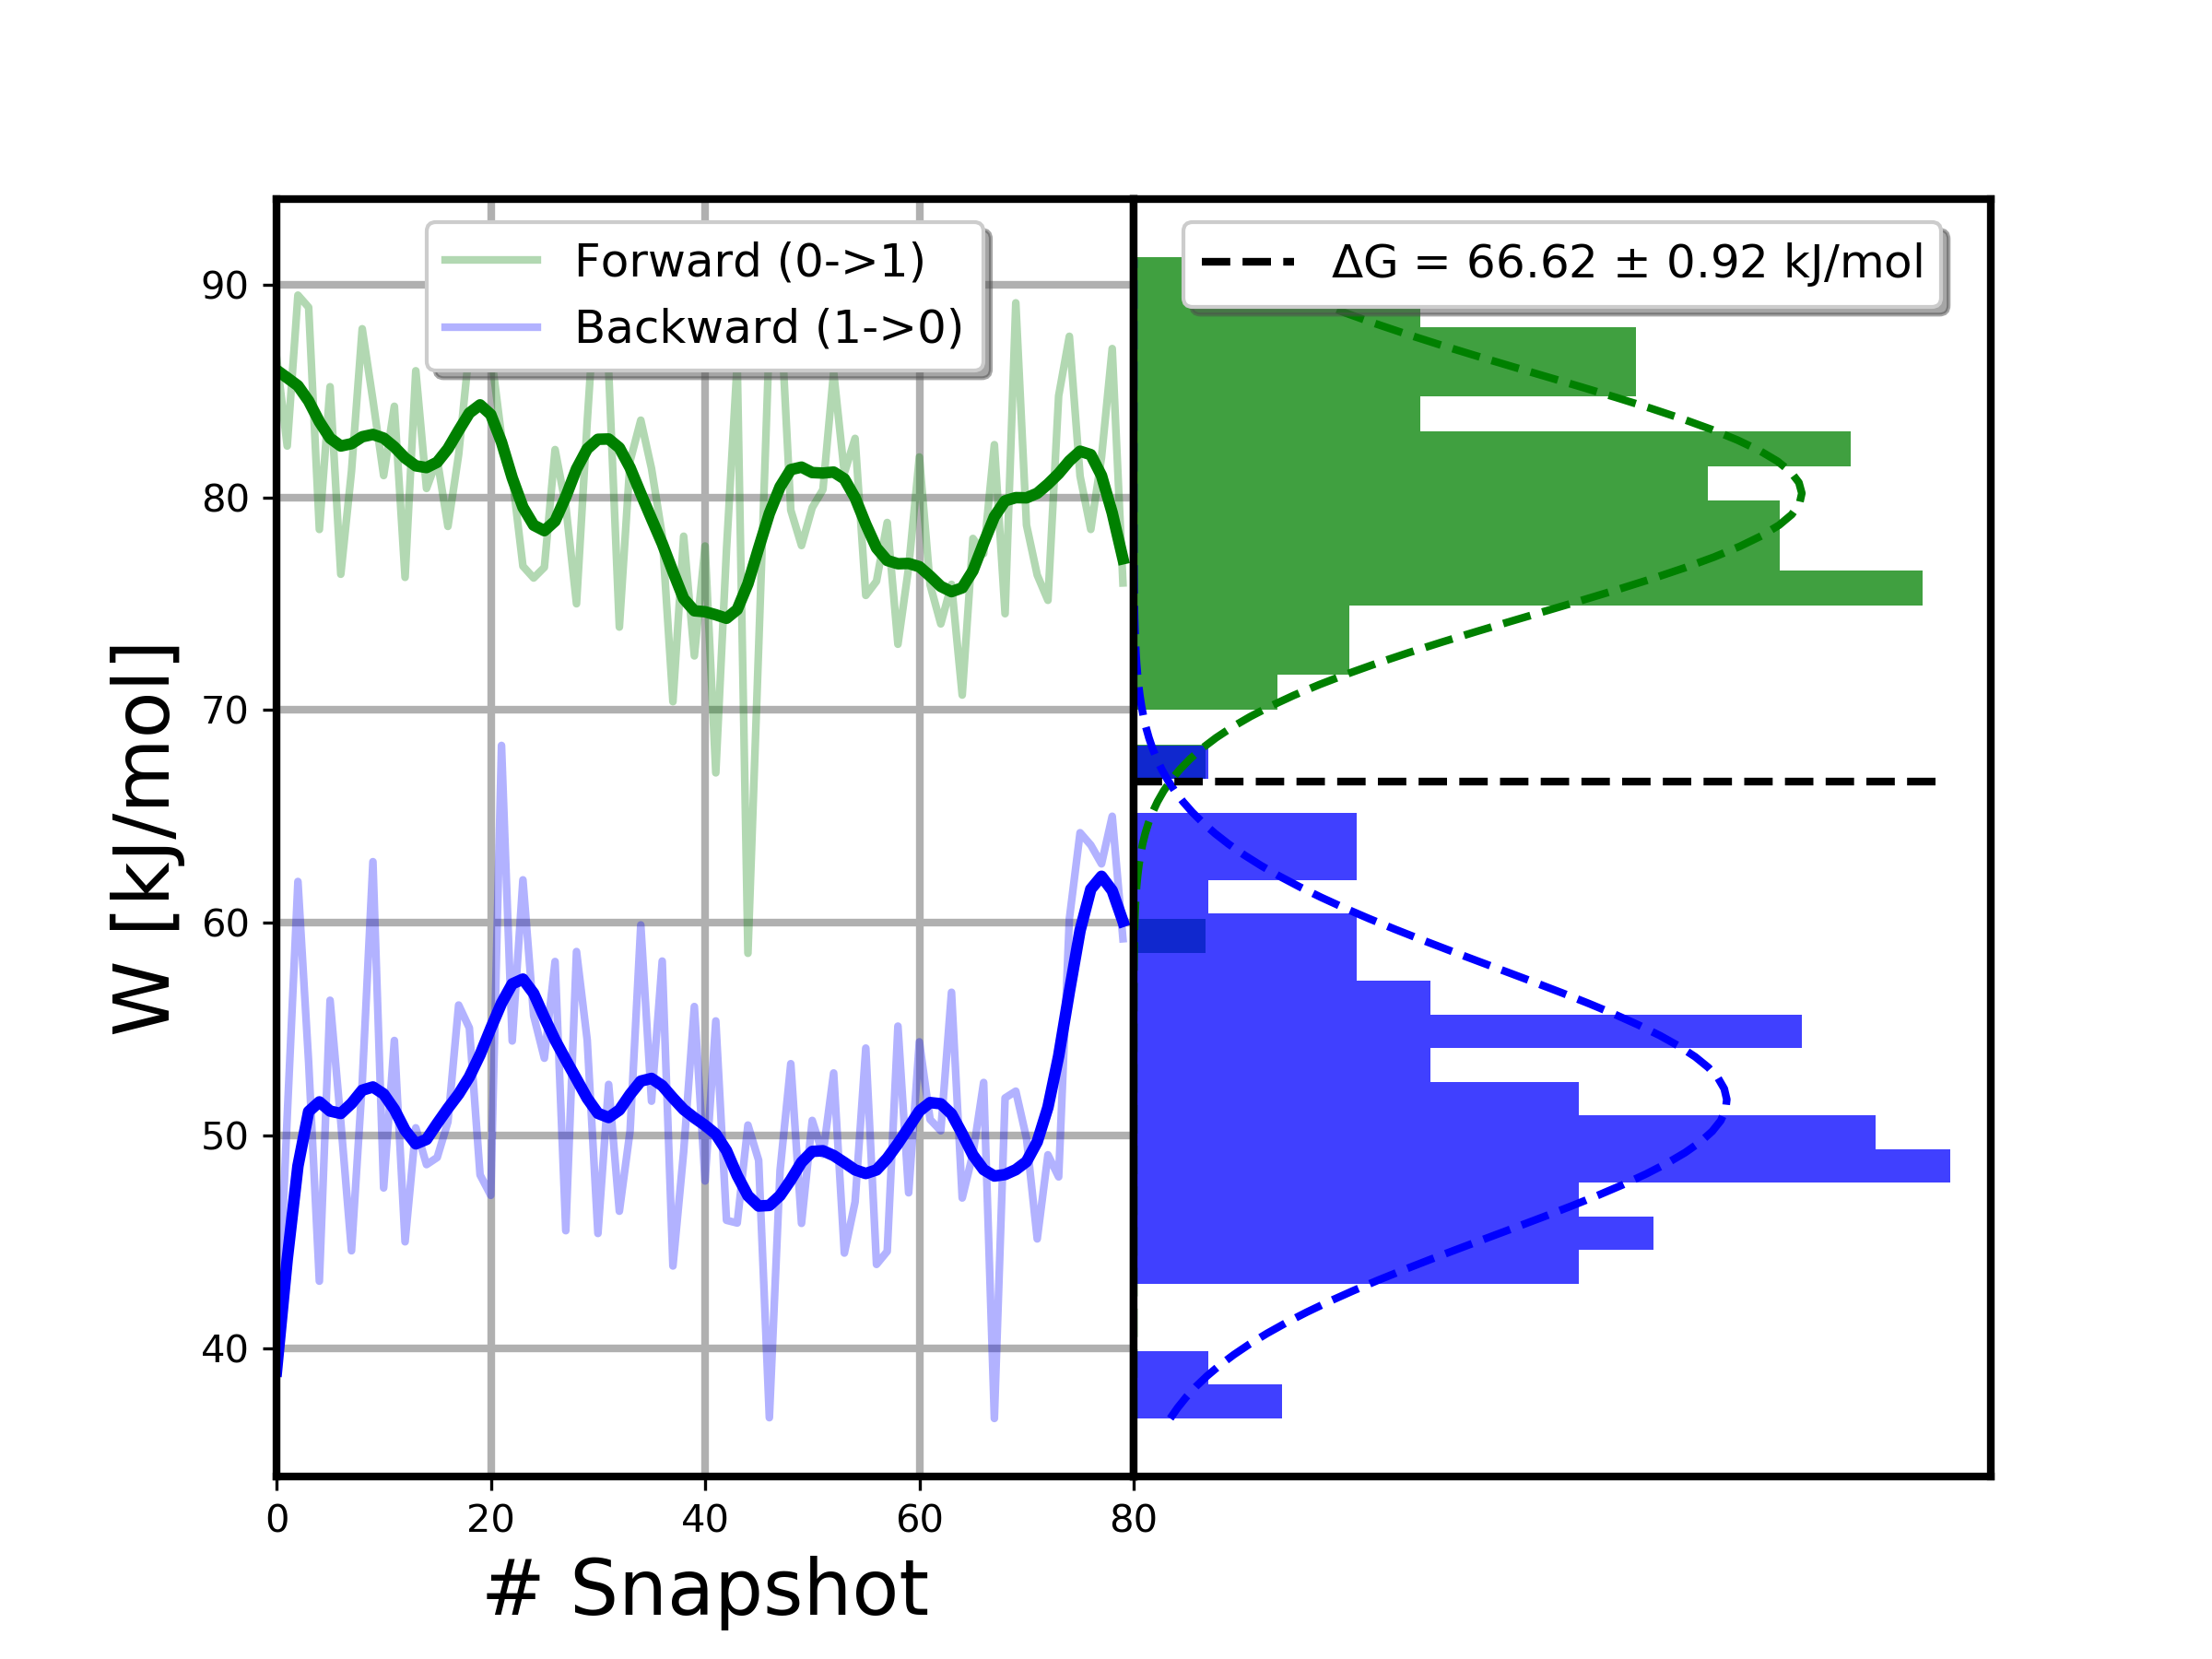 Forward (0->1)
Backward (1->0)
ΔG = 66.62 ± 0.92 kJ/mol
90
80
70
60
50
40
W [kJ/mol]
0
20
40
60
80
# Snapshot